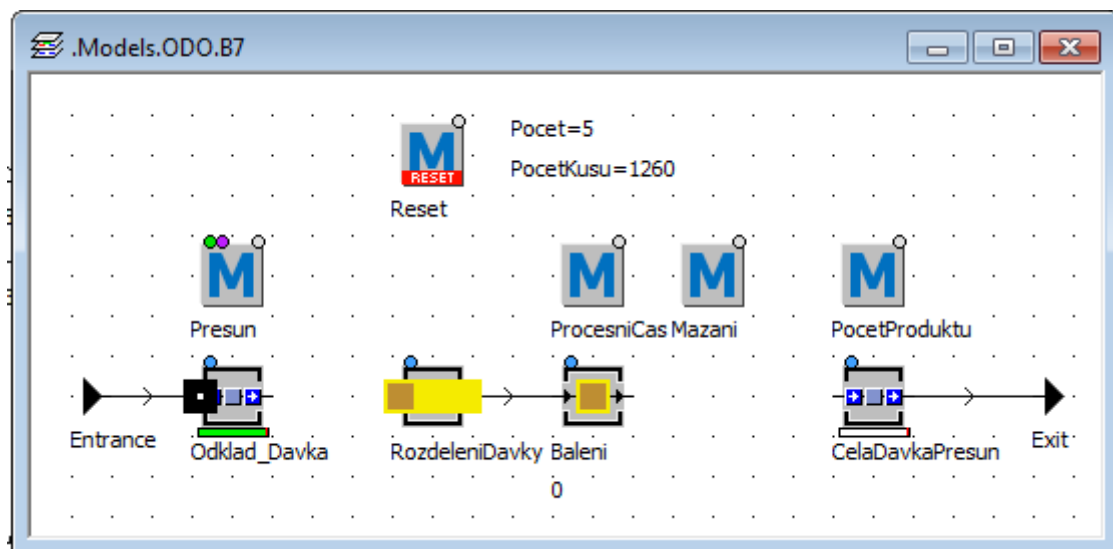 .Models.ODO.B7
Pocet=5
M
RESET
PocetKusu=1260
Reset
M
M
M
M
Presun
ProcesniCas
Mazani
PocetProduktu
Entrance
Odklad_Davka
RozdeleniDavky
Baleni
CelaDavkaPresun
Exit
0